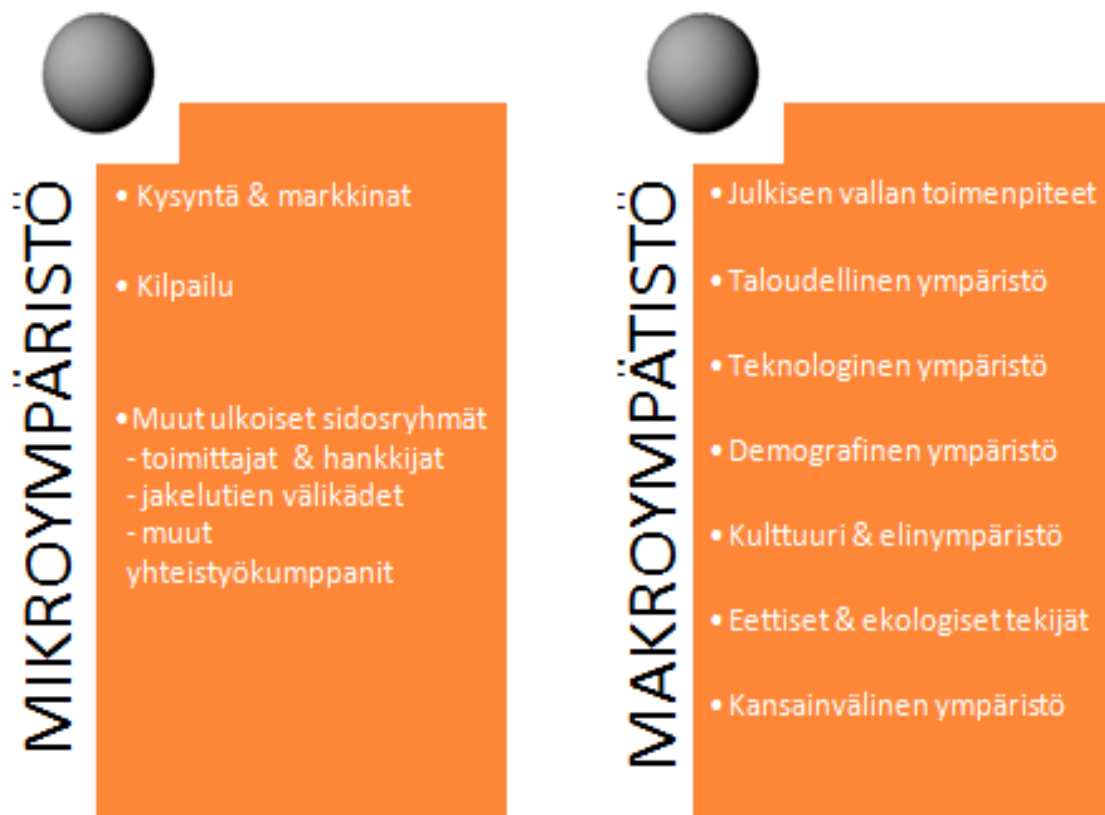 MIKROYMPÄRISTÖ
• Kysyntä & markkinat
• Kilpailu
• Muut ulkoiset sidosryhmät
- toimittajat & hankkijat
- jakelutien välikädet
- muut
yhteistyökumppanit
MAKROYMPÄTISTÖ
• Julkisen vallan toimenpiteet
• Taloudellinen ympäristö
• Teknologinen ympäristö
• Demografinen ympäristö
• Kulttuuri & elinympäristö
• Eettiset & ekologiset tekijät
• Kansainvälinen ympäristö